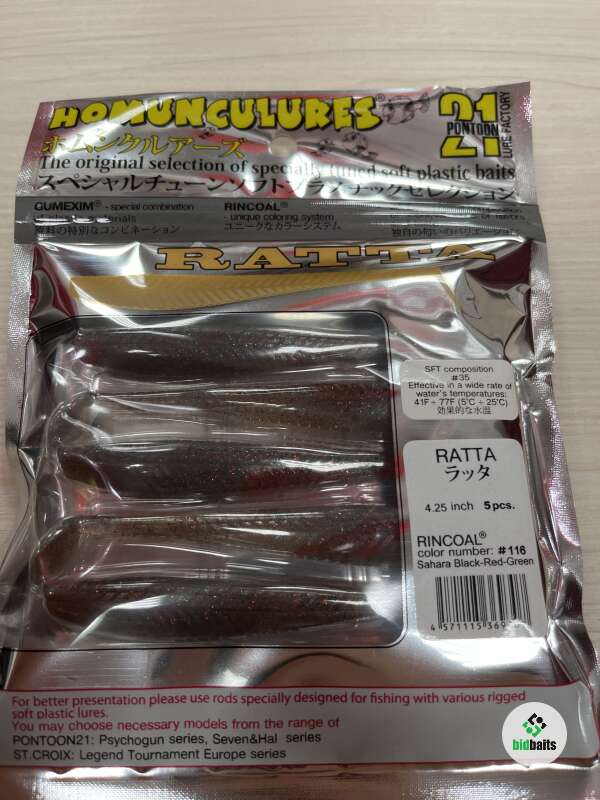 HOMUNCULURES®
21
PONTOON
LURE FACTORY
ホムンクルアーズ
The original selection of specially tuned soft plastic baits
スペシャルチューンソフトプラスチックセレクション
GUMEXIM® - special combination
RINCOAL® -
unique coloring system
ユニークなカラーシステム
RATTA
SFT composition
#35
Effective in a wide rate of
water's temperatures:
41F ÷ 77F (5°C ÷ 25°C)
効果的な水温
RATTA
ラッタ
4.25 inch 5pcs.
RINCOAL®
color number: #116
Sahara Black-Red-Green
4 571115 369
For better presentation please use rods specially designed for fishing with various rigged
soft plastic lures.
You may choose necessary models from the range of
PONTOON21: Psychogun series, Seven&Hal series
ST.CROIX: Legend Tournament Europe series
bidbaits